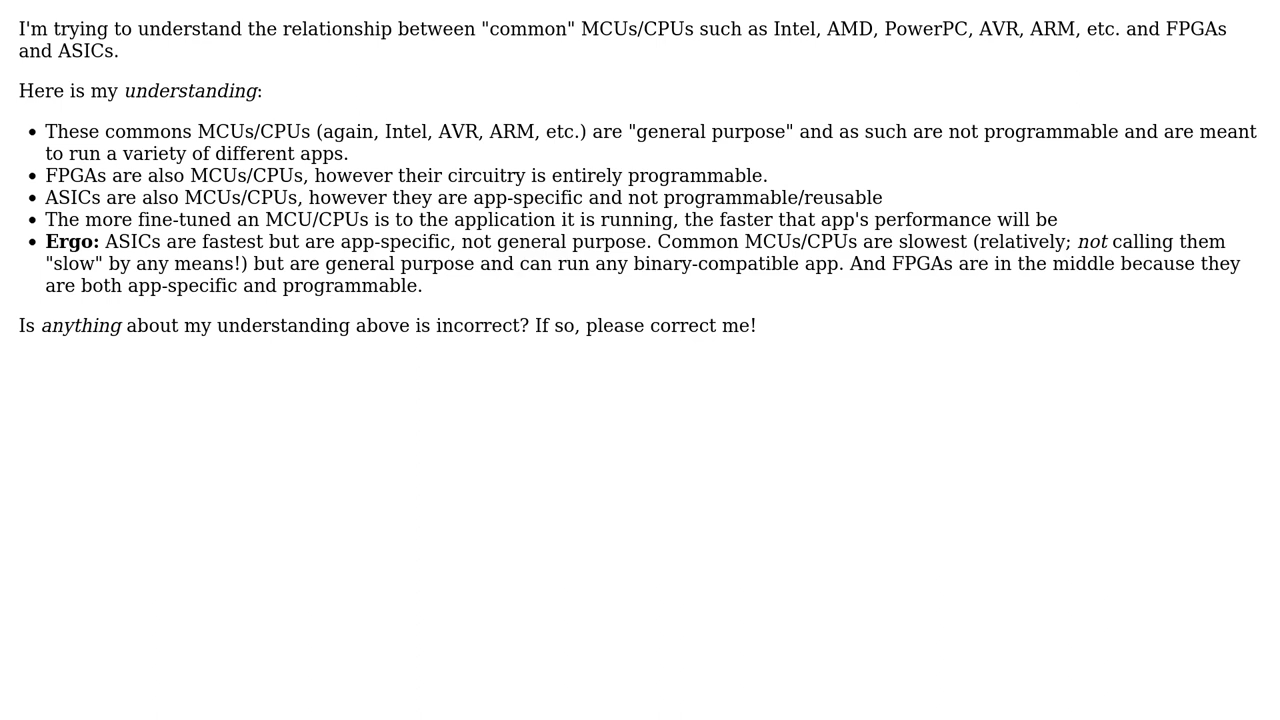 I'm trying to understand the relationship between "common" MCUs/CPUs such as Intel, AMD, PowerPC, AVR, ARM, etc. and FPGAs
and ASICs.
Here is my understanding:
• These commons MCUs/CPUs (again, Intel, AVR, ARM, etc.) are "general purpose" and as such are not programmable and are meant
to run a variety of different apps.
• FPGAs are also MCUs/CPUs, however their circuitry is entirely programmable.
• ASICs are also MCUs/CPUs, however they are app-specific and not programmable/reusable
• The more fine-tuned an MCU/CPUs is to the application it is running, the faster that app's performance will be
• Ergo: ASICs are fastest but are app-specific, not general purpose. Common MCUs/CPUs are slowest (relatively; not calling them
"slow" by any means!) but are general purpose and can run any binary-compatible app. And FPGAs are in the middle because they
are both app-specific and programmable.
Is anything about my understanding above is incorrect? If so, please correct me!